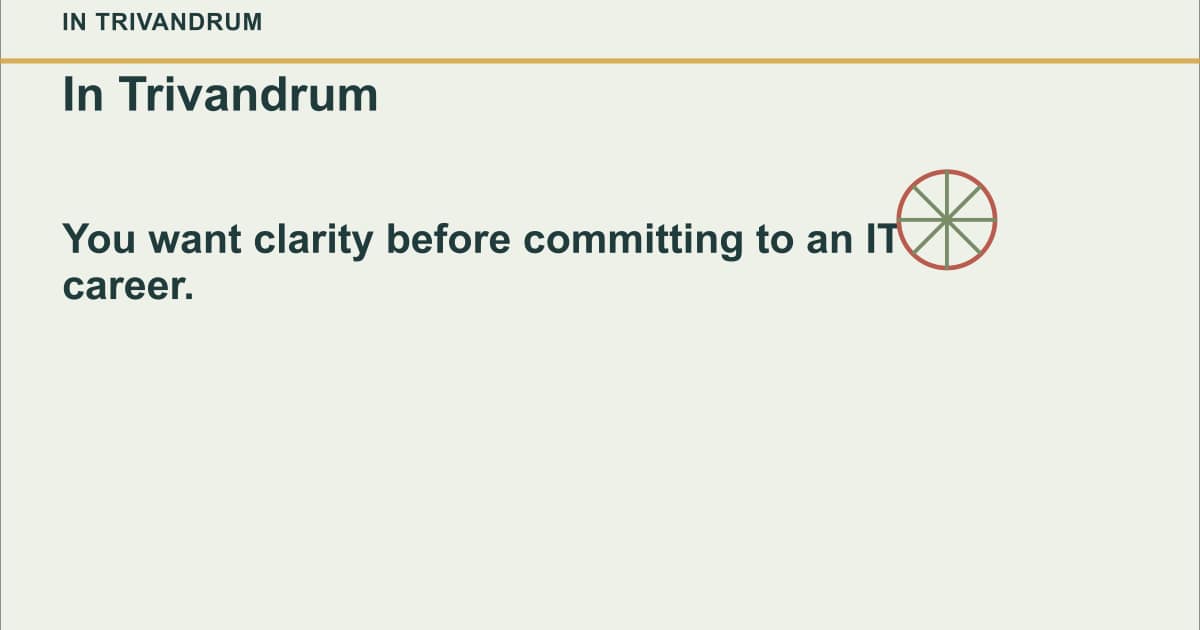 IN TRIVANDRUM
In Trivandrum
You want clarity before committing to an IT
career.